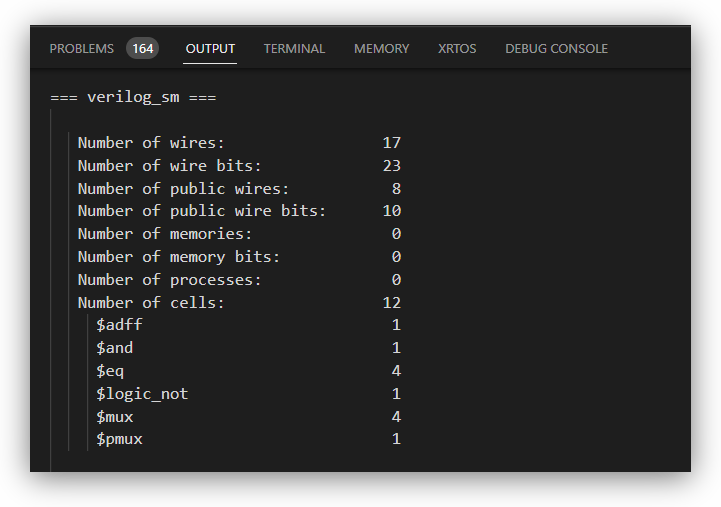 PROBLEMS 164 OUTPUT TERMINAL MEMORY XRTOS DEBUG CONSOLE
=== verilog_sm ===
Number of wires: 17
Number of wire bits: 23
Number of public wires: 8
Number of public wire bits: 10
Number of memories: 0
Number of memory bits: 0
Number of processes: 0
Number of cells: 12
$adff 1
$and 1
$eq 4
$logic_not 1
$mux 4
$pmux 1